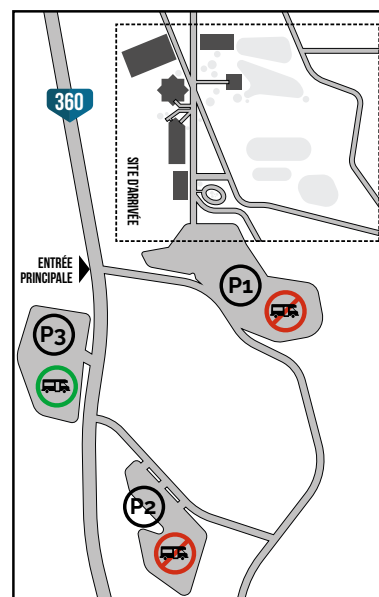 360
SITE D'ARRIVÉE
ENTRÉE
PRINCIPALE
P1
P3
P2